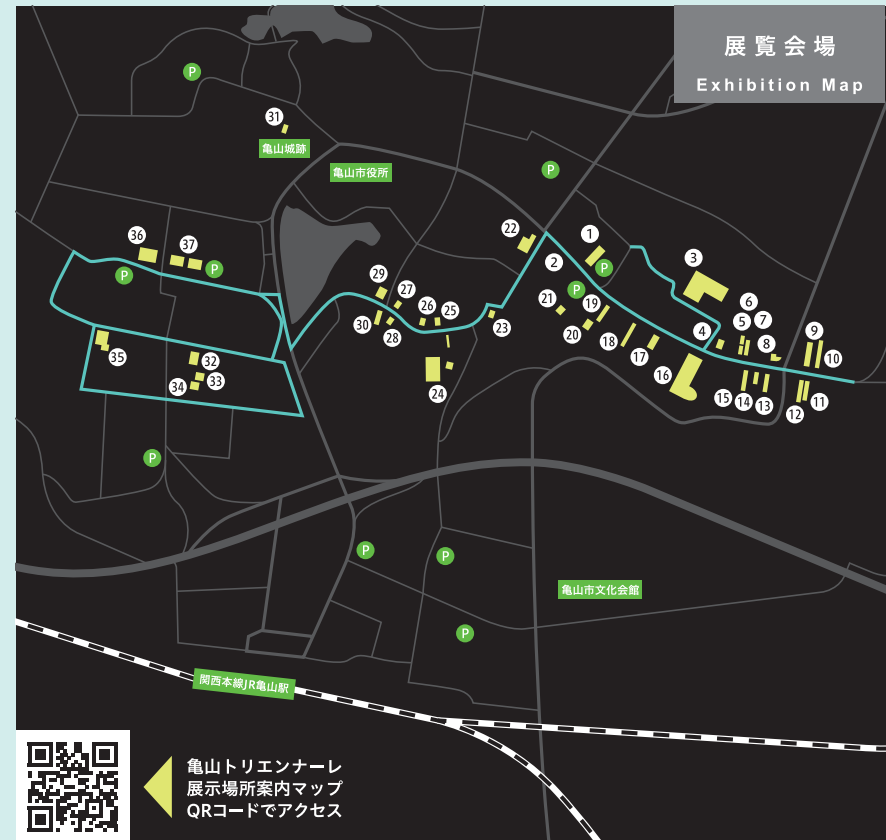 展覧会場
Exhibition Map
P
31
亀山城跡
亀山市役所
P
22
1
2
P
P
3
36
37
P
P
29
27
30
28
26
25
23
21
20
19
18
17
16
4
5
6
7
8
9
10
15
14
13
12
11
35
32
33
34
24
P
P
P
亀山市文化会館
P
関西本線JR亀山駅
亀山トリエンナーレ
展示場所案内マップ
QRコードでアクセス